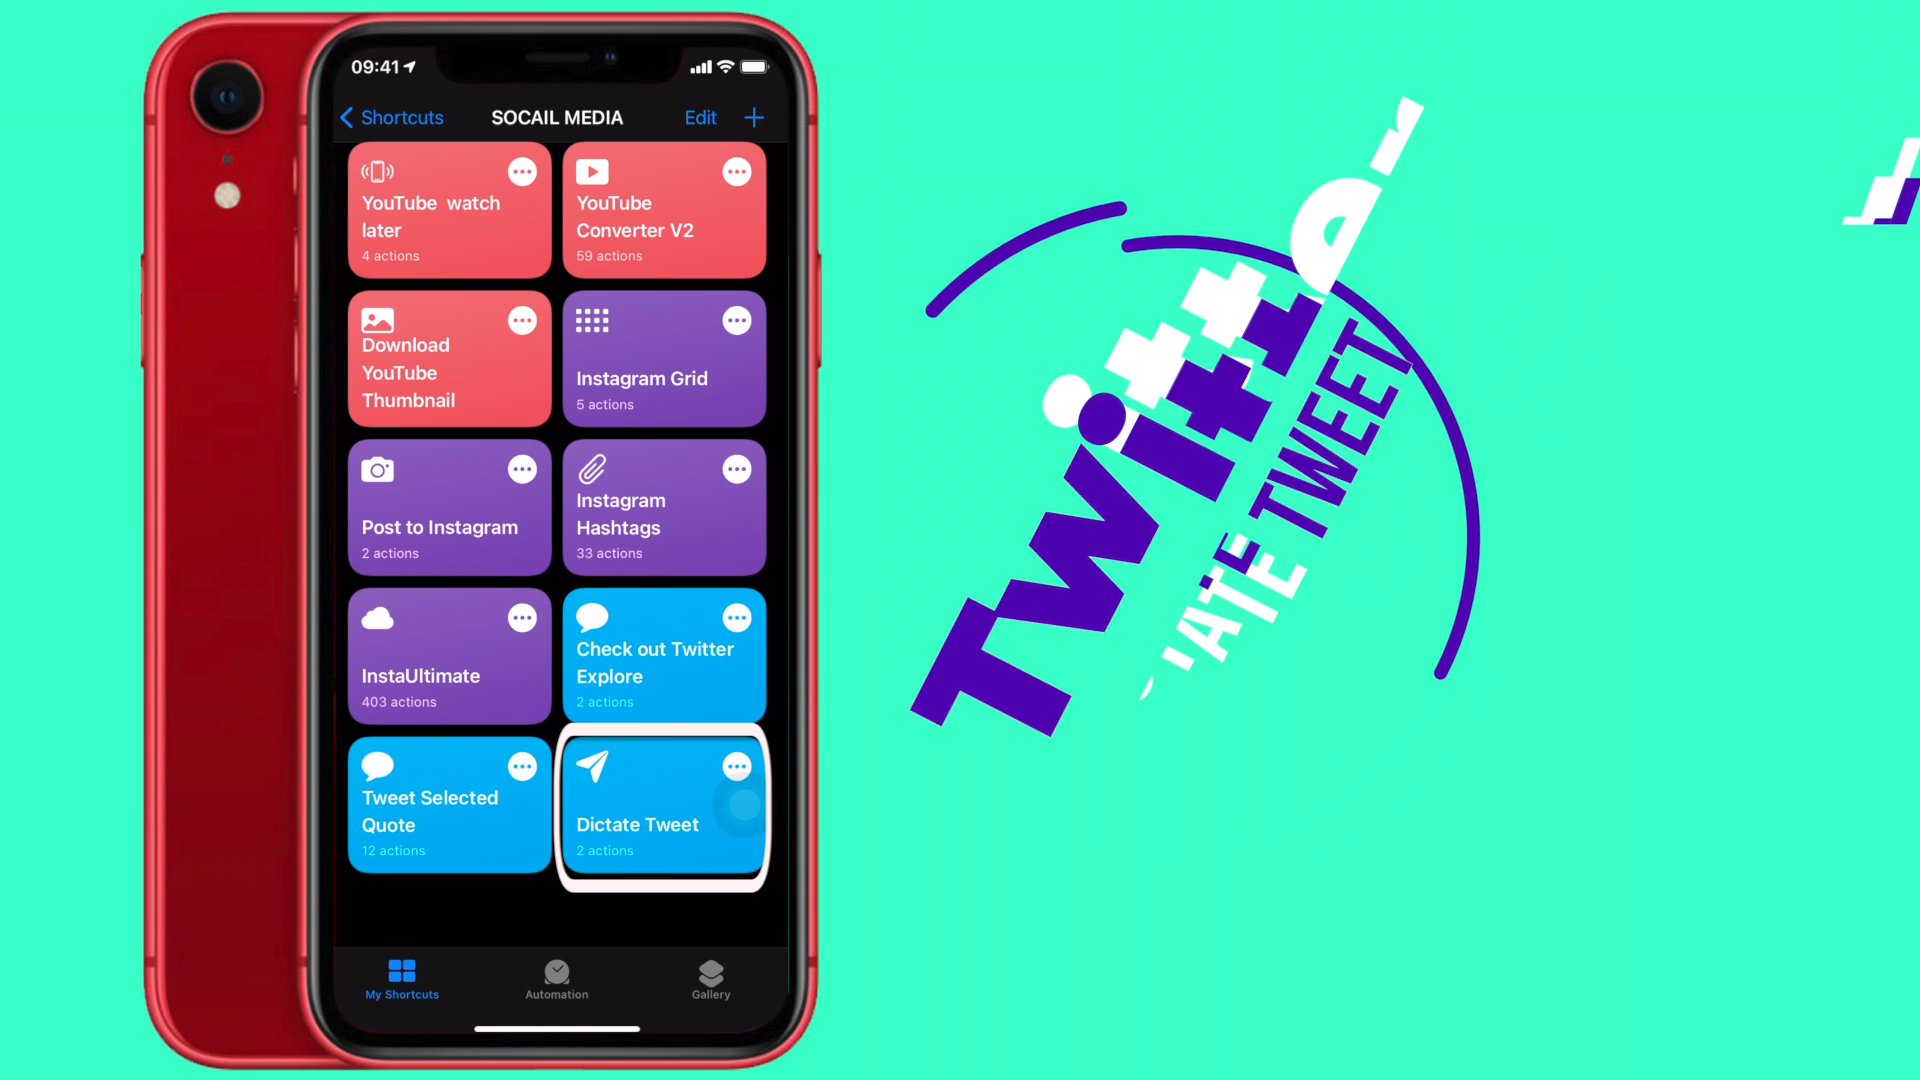 09:41
Shortcuts
SOCAIL MEDIA
Edit
YouTube watch
later
4 actions
YouTube
Converter V2
59 actions
Download
YouTube
Thumbnail
Instagram Grid
5 actions
Post to Instagram
2 actions
Instagram
Hashtags
33 actions
InstaUltimate
403 actions
Check out Twitter
Explore
2 actions
Tweet Selected
Quote
12 actions
Dictate Tweet
2 actions
My Shortcuts
Automation
Gallery
Twitter
TWEET